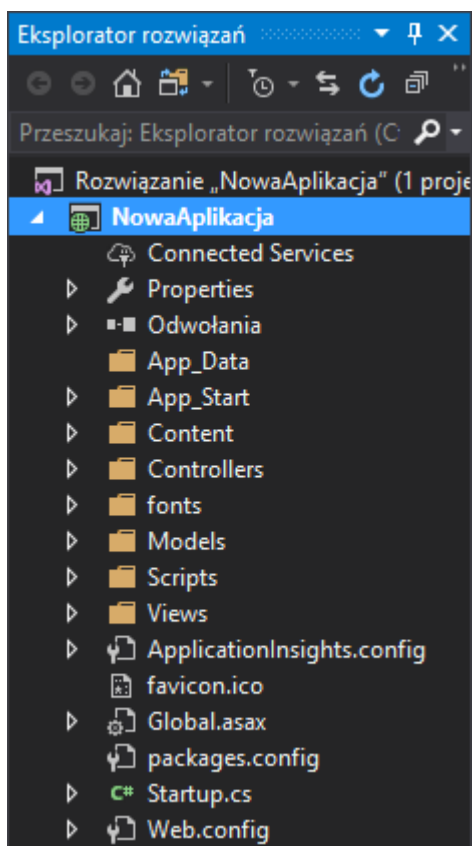 Eksplorator rozwiązań
Przeszukaj: Eksplorator rozwiązań (C
Rozwiązanie „NowaAplikacja” (1 proje
NowaAplikacja
Connected Services
Properties
Odwołania
App_Data
App_Start
Content
Controllers
fonts
Models
Scripts
Views
ApplicationInsights.config
favicon.ico
Global.asax
packages.config
C# Startup.cs
Web.config